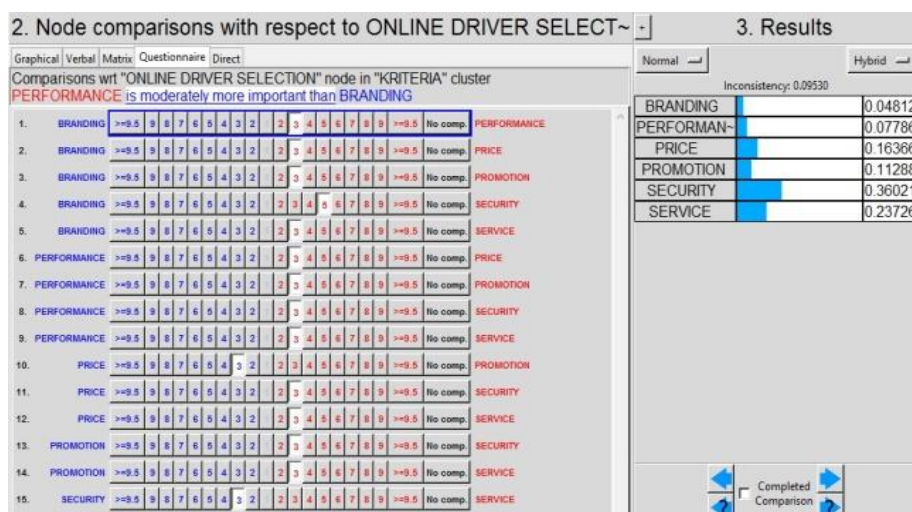 2. Node comparisons with respect to ONLINE DRIVER SELECT~
+
3. Results
Graphical Verbal Matrix Questionnaire Direct
Comparisons wrt "ONLINE DRIVER SELECTION" node in "KRITERIA" cluster
PERFORMANCE is moderately more important than BRANDING
1. BRANDING >=9.5 9 8 7 6 5 4 3 2 2 3 4 5 6 7 8 9 >=9.5 No comp. PERFORMANCE
2. BRANDING >=9.5 9 8 7 6 5 4 3 2 2 3 4 5 6 7 8 9 >=9.5 No comp. PRICE
3. BRANDING >=9.5 9 8 7 6 5 4 3 2 2 3 4 5 6 7 8 9 >=9.5 No comp. PROMOTION
4. BRANDING >=9.5 9 8 7 6 5 4 3 2 2 3 4 5 6 7 8 9 >=9.5 No comp. SECURITY
5. BRANDING >=9.5 9 8 7 6 5 4 3 2 2 3 4 5 6 7 8 9 >=9.5 No comp. SERVICE
6. PERFORMANCE >=9.5 9 8 7 6 5 4 3 2 2 3 4 5 6 7 8 9 >=9.5 No comp. PRICE
7. PERFORMANCE >=9.5 9 8 7 6 5 4 3 2 2 3 4 5 6 7 8 9 >=9.5 No comp. PROMOTION
8. PERFORMANCE >=9.5 9 8 7 6 5 4 3 2 2 3 4 5 6 7 8 9 >=9.5 No comp. SECURITY
9. PERFORMANCE >=9.5 9 8 7 6 5 4 3 2 2 3 4 5 6 7 8 9 >=9.5 No comp. SERVICE
10. PRICE >=9.5 9 8 7 6 5 4 3 2 2 3 4 5 6 7 8 9 >=9.5 No comp. PROMOTION
11. PRICE >=9.5 9 8 7 6 5 4 3 2 2 3 4 5 6 7 8 9 >=9.5 No comp. SECURITY
12. PRICE >=9.5 9 8 7 6 5 4 3 2 2 3 4 5 6 7 8 9 >=9.5 No comp. SERVICE
13. PROMOTION >=9.5 9 8 7 6 5 4 3 2 2 3 4 5 6 7 8 9 >=9.5 No comp. SECURITY
14. PROMOTION >=9.5 9 8 7 6 5 4 3 2 2 3 4 5 6 7 8 9 >=9.5 No comp. SERVICE
15. SECURITY >=9.5 9 8 7 6 5 4 3 2 2 3 4 5 6 7 8 9 >=9.5 No comp. SERVICE
Normal Hybrid
Inconsistency: 0.09530
BRANDING 0.04812
PERFORMAN~ 0.07786
PRICE 0.16366
PROMOTION 0.11288
SECURITY 0.36021
SERVICE 0.23726
Completed
Comparison
? ?